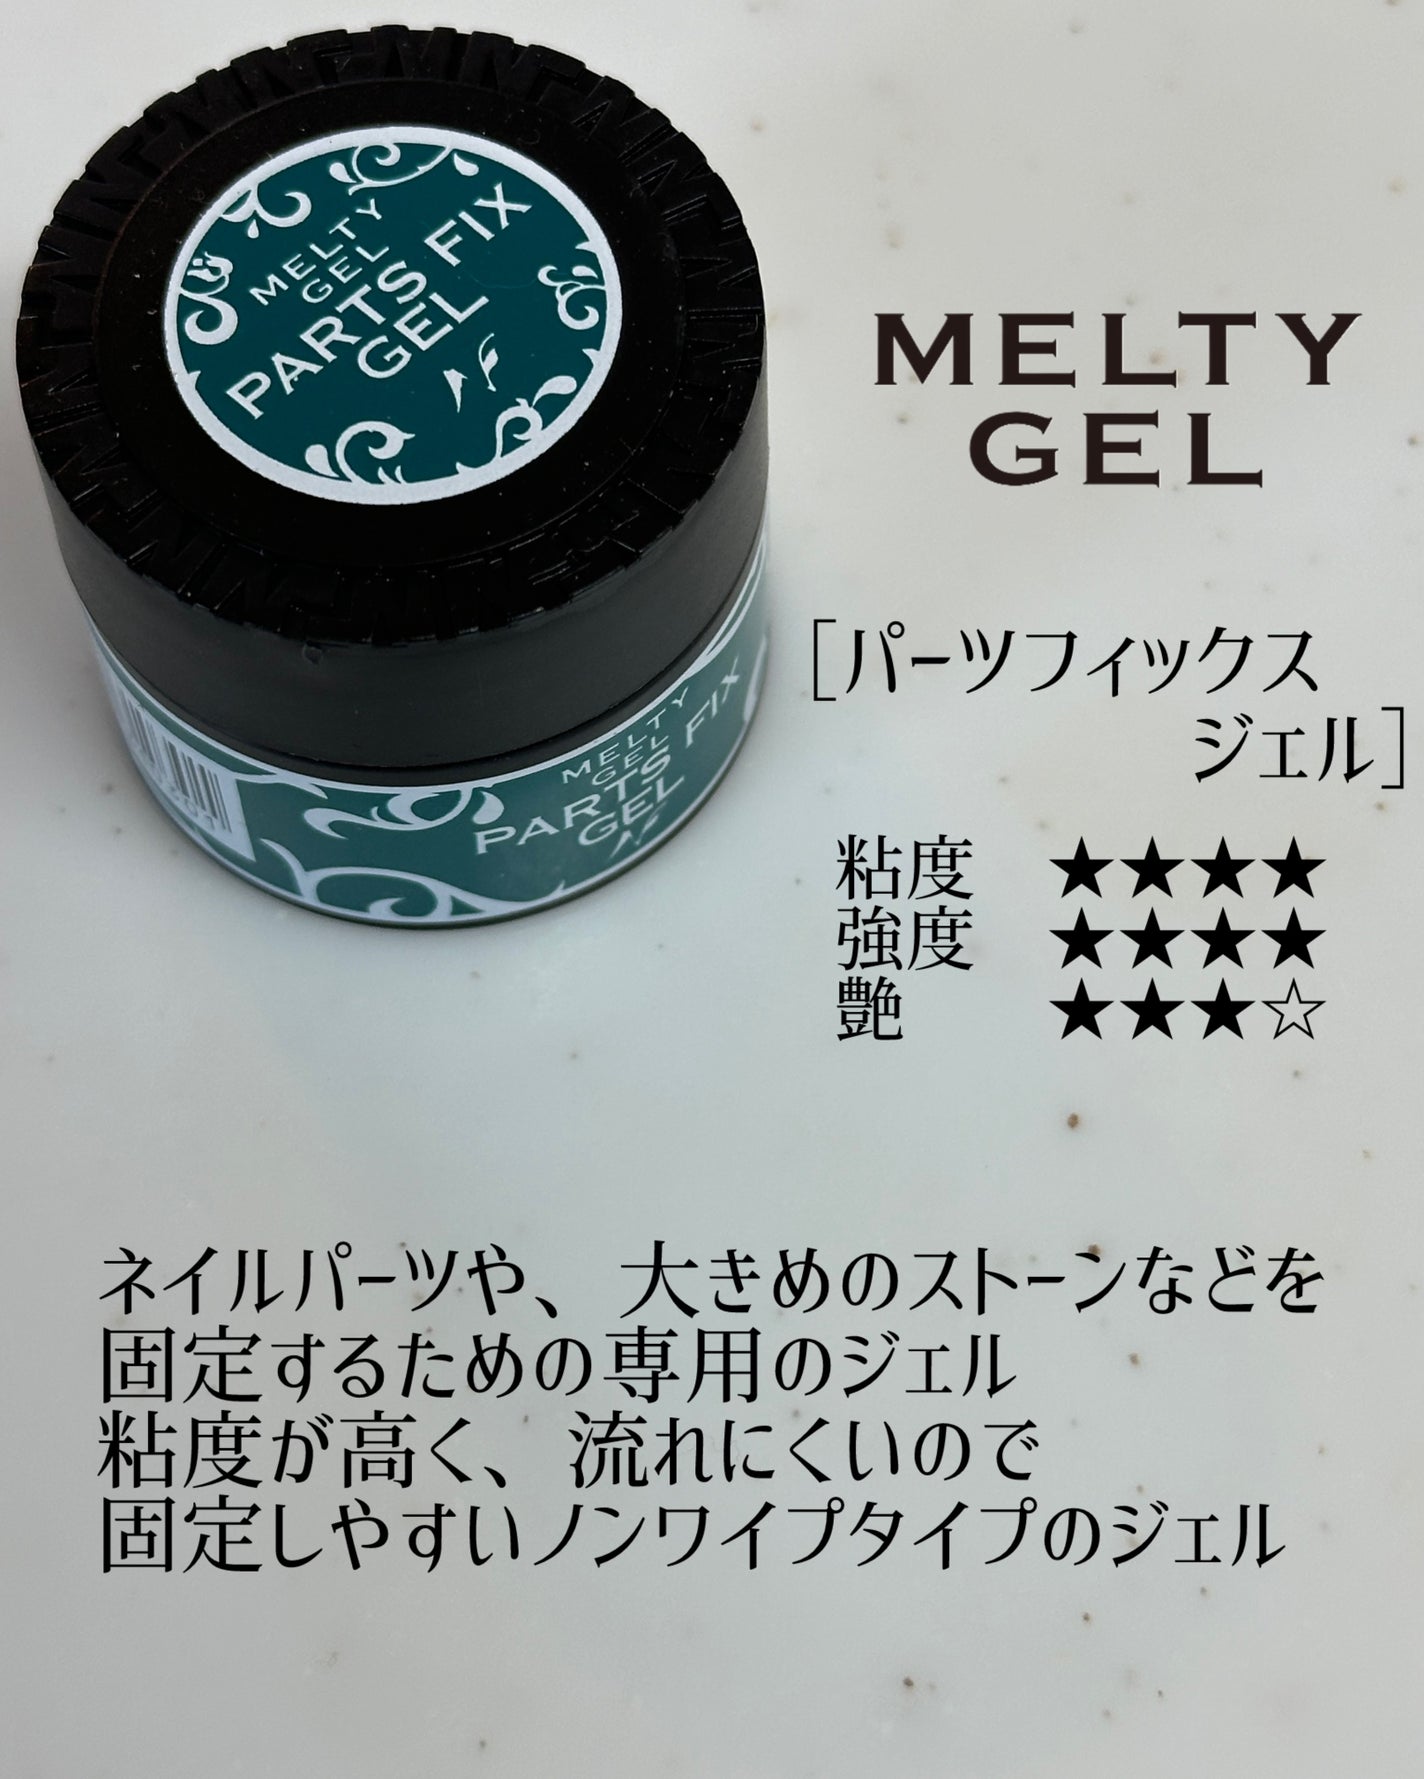 MELTY
GEL
PARTS FIX
GEL
MELTY
GEL
PARTS FIX
GEL
MELTY
GEL
[パーツフィックス
ジェル]
粘度 ★★★★
強度 ★★★★
艶 ★★★☆
ネイルパーツや、大きめのストーンなどを
固定するための専用のジェル
粘度が高く、流れにくいので
固定しやすいノンワイプタイプのジェル